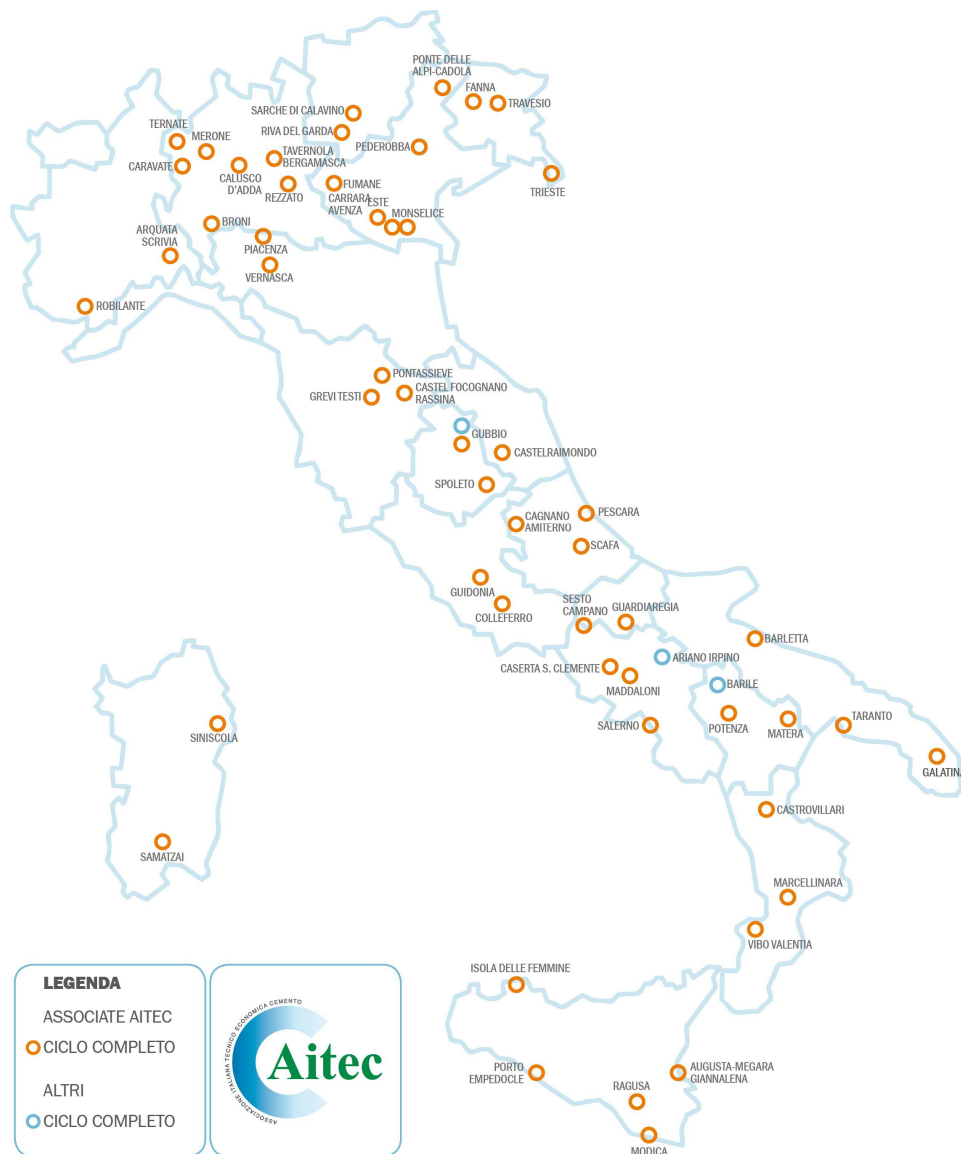 PONTE DELLE
ALPI-CADOLA
FANNA
TRAVESIO
SARCHE DI CALAVINO
TERNATE
RIVA DEL GARDA
MERONE
TAVERNOLA
BERGAMASCA
PEDEROBBA
CARAVATE
CALUSCO
D'ADDA
REZZATO
FUMANE
TRIESTE
CARRARA
AVENZA
ESTE
MONSELICE
BRONI
ARQUATA
SCRIVIA
PIACENZA
VERNASCA
ROBILANTE
PONTASSIEVE
CASTEL FOCOGNANO
RASSINA
GREVI TESTI
GUBBIO
CASTELRAIMONDO
SPOLETO
PESCARA
CAGNANO
AMITERNO
SCAFA
GUIDONIA
COLLEFERRO
SESTO
CAMPANO
GUARDIAREGIA
BARLETTA
ARIANO IRPINO
CASERTA S. CLEMENTE
MADDALONI
BARILE
SALERNO
POTENZA
MATERA
TARANTO
SINISCOLA
GALATINA
CASTROVILLARI
SAMATZAI
MARCELLINARA
VIBO VALENTIA
ISOLA DELLE FEMMINE
PORTO
EMPEDOCLE
AUGUSTA-MEGARA
GIANNALENA
RAGUSA
MODICA
LEGENDA
ASSOCIATE AITEC
CICLO COMPLETO
ALTRI
CICLO COMPLETO
ASSOCIAZIONE ITALIANA TECNICO ECONOMICA CEMENTO
Aitec